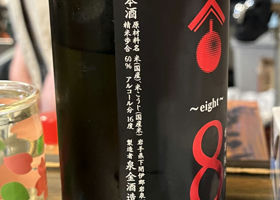 本酒
原材料名 米(国産)、米こうじ(国産米)
精米歩合 60% アルコール分 16度
岩手県下閉伊郡岩泉
製造者 泉金酒造
~eight~
8